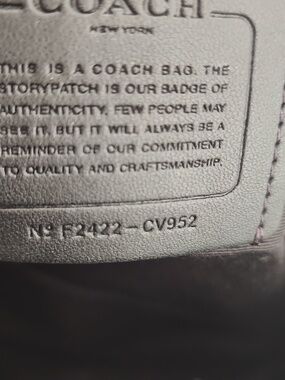 COACH
NEW YORK
THIS IS A COACH BAG. THE
STORYPATCH IS OUR BADGE OF
AUTHENTICITY. FEW PEOPLE MAY
SEE IT, BUT IT WILL ALWAYS BE A
REMINDER OF OUR COMMITMENT
TO QUALITY AND CRAFTSMANSHIP.
Nº F2422-CV952